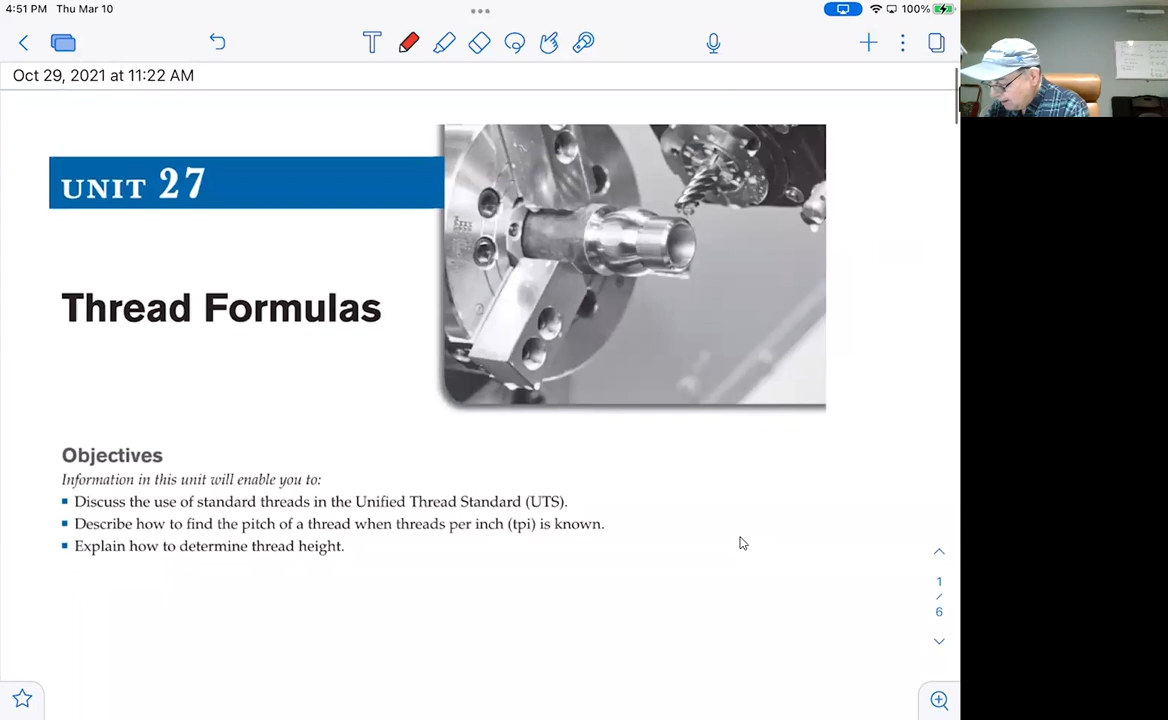 4:51 PM Thu Mar 10
100%
Oct 29, 2021 at 11:22 AM
UNIT 27
Thread Formulas
Objectives
Information in this unit will enable you to:
▪ Discuss the use of standard threads in the Unified Thread Standard (UTS).
▪ Describe how to find the pitch of a thread when threads per inch (tpi) is known.
▪ Explain how to determine thread height.
1
/
6